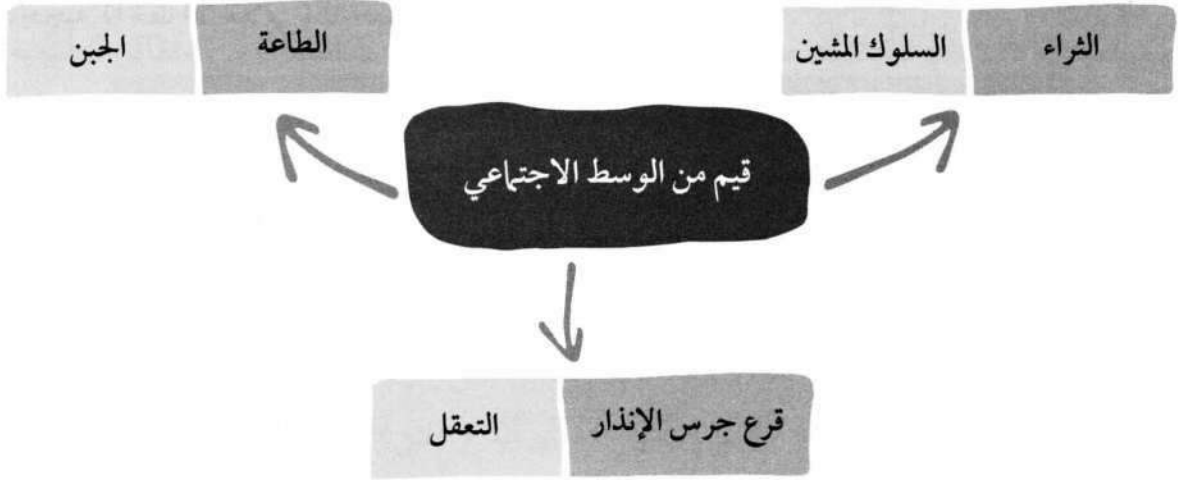 الثراء
السلوك المشين
الطاعة
الجبن
قيم من الوسط الاجتماعي
قرع جرس الإنذار
التعقل